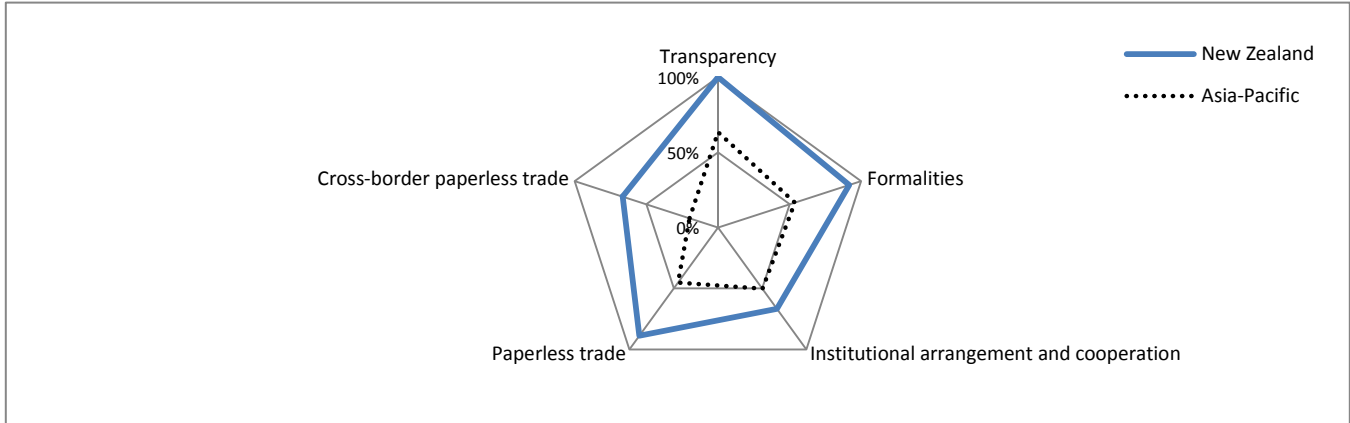 Transparency
100%
50%
0%
Formalities
Institutional arrangement and cooperation
Paperless trade
Cross-border paperless trade
New Zealand
Asia-Pacific